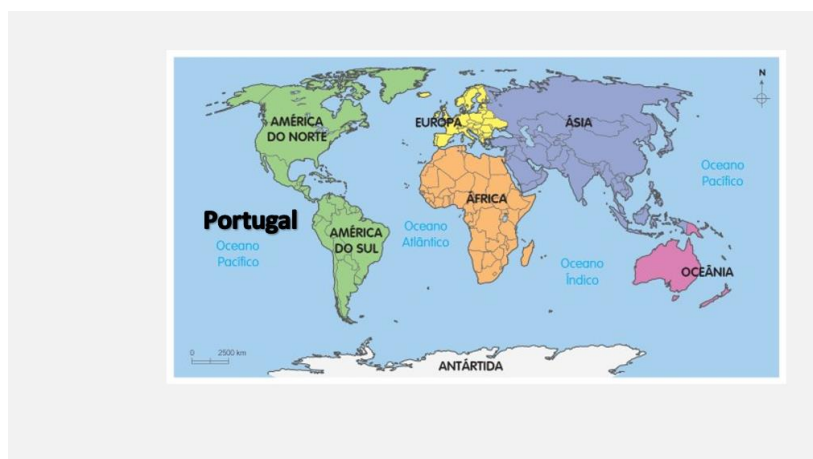 N
AMÉRICA
DO NORTE
EUROPA
ÁSIA
Oceano
Pacífico
ÁFRICA
Portugal
AMÉRICA
DO SUL
Oceano
Atlântico
Oceano
Pacífico
Oceano
Índico
OCEÂNIA
0 2500 km
ANTÁRTIDA